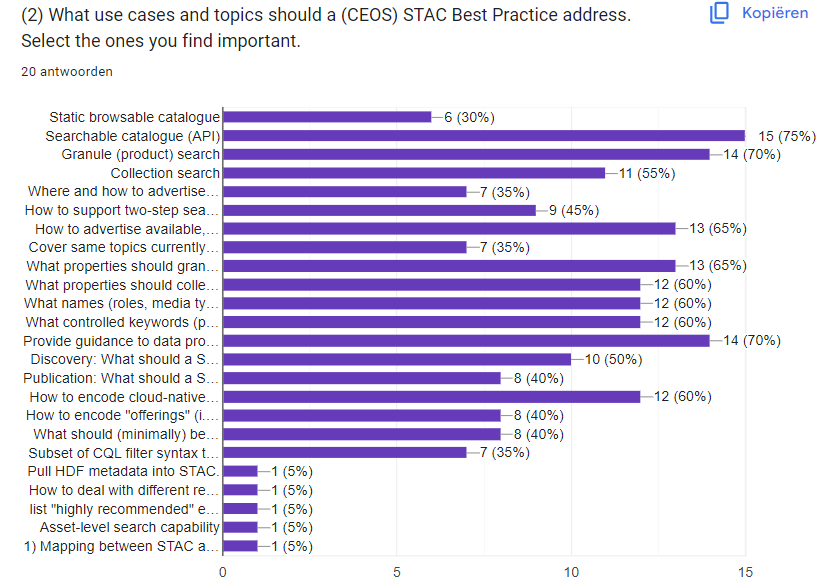 (2) What use cases and topics should a (CEOS) STAC Best Practice address.
Kopiëren
Select the ones you find important.
20 antwoorden
Static browsable catalogue 6 (30%)
Searchable catalogue (API) 15 (75%)
Granule (product) search 14 (70%)
Collection search 11 (55%)
Where and how to advertise… 7 (35%)
How to support two-step sea… 9 (45%)
How to advertise available,… 13 (65%)
Cover same topics currently… 7 (35%)
What properties should gran… 13 (65%)
What properties should colle… 12 (60%)
What names (roles, media ty… 12 (60%)
What controlled keywords (p… 12 (60%)
Provide guidance to data pro… 14 (70%)
Discovery: What should a S… 10 (50%)
Publication: What should a S… 8 (40%)
How to encode cloud-native… 12 (60%)
How to encode "offerings" (i.… 8 (40%)
What should (minimally) be… 8 (40%)
Subset of CQL filter syntax t… 7 (35%)
Pull HDF metadata into STAC. 1 (5%)
How to deal with different re… 1 (5%)
list "highly recommended" e… 1 (5%)
Asset-level search capability 1 (5%)
1) Mapping between STAC a… 1 (5%)
0 5 10 15